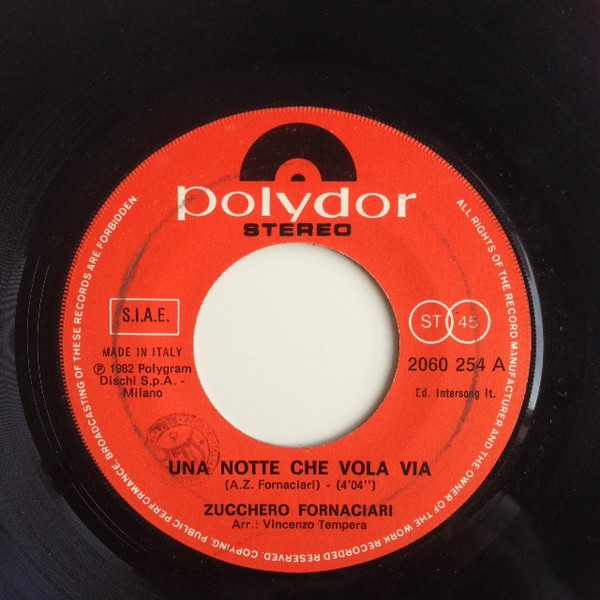 polydor
STEREO
S.I.A.E.
MADE IN ITALY
℗ 1982 Polygram
Dischi S.p.A. -
Milano
ST 45
2060 254 A
Ed. Intersong It.
UNA NOTTE CHE VOLA VIA
(A.Z. Fornaciari) - (4'04")
ZUCCHERO FORNACIARI
Arr.: Vincenzo Tempera
ALL RIGHTS OF THE RECORD MANUFACTURER AND THE OWNER OF THE WORK RECORDED RESERVED. COPYING, PUBLIC PERFORMANCE, BROADCASTING OF THESE RECORDS ARE FORBIDDEN.